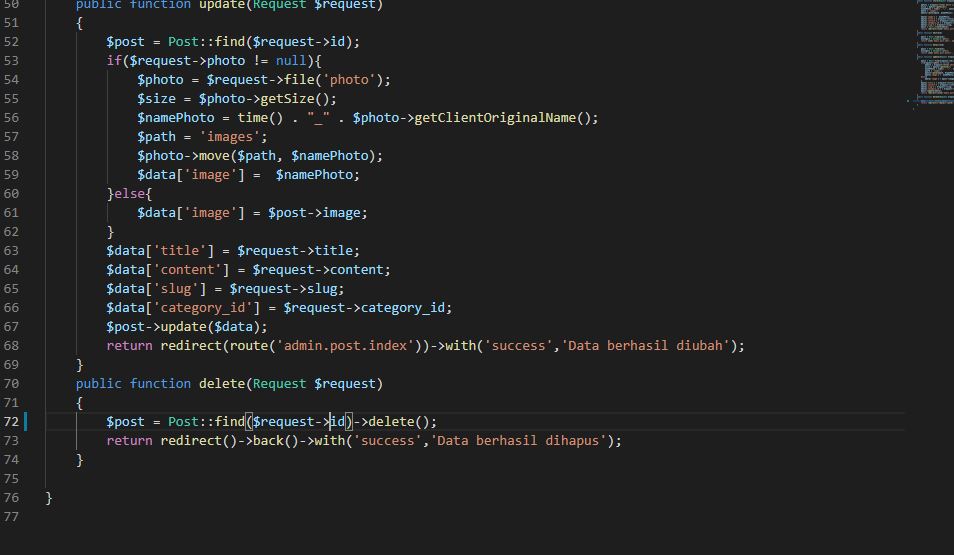 50 public function update(Request $request)
51 {
52 $post = Post::find($request->id);
53 if($request->photo != null){
54 $photo = $request->file('photo');
55 $size = $photo->getSize();
56 $namePhoto = time() . "_" . $photo->getClientOriginalName();
57 $path = 'images';
58 $photo->move($path, $namePhoto);
59 $data['image'] =  $namePhoto;
60 }else{
61 $data['image'] = $post->image;
62 }
63 $data['title'] = $request->title;
64 $data['content'] = $request->content;
65 $data['slug'] = $request->slug;
66 $data['category_id'] = $request->category_id;
67 $post->update($data);
68 return redirect(route('admin.post.index'))->with('success','Data berhasil diubah');
69 }
70 public function delete(Request $request)
71 {
72 $post = Post::find($request->id)->delete();
73 return redirect()->back()->with('success','Data berhasil dihapus');
74 }
75
76 }
77